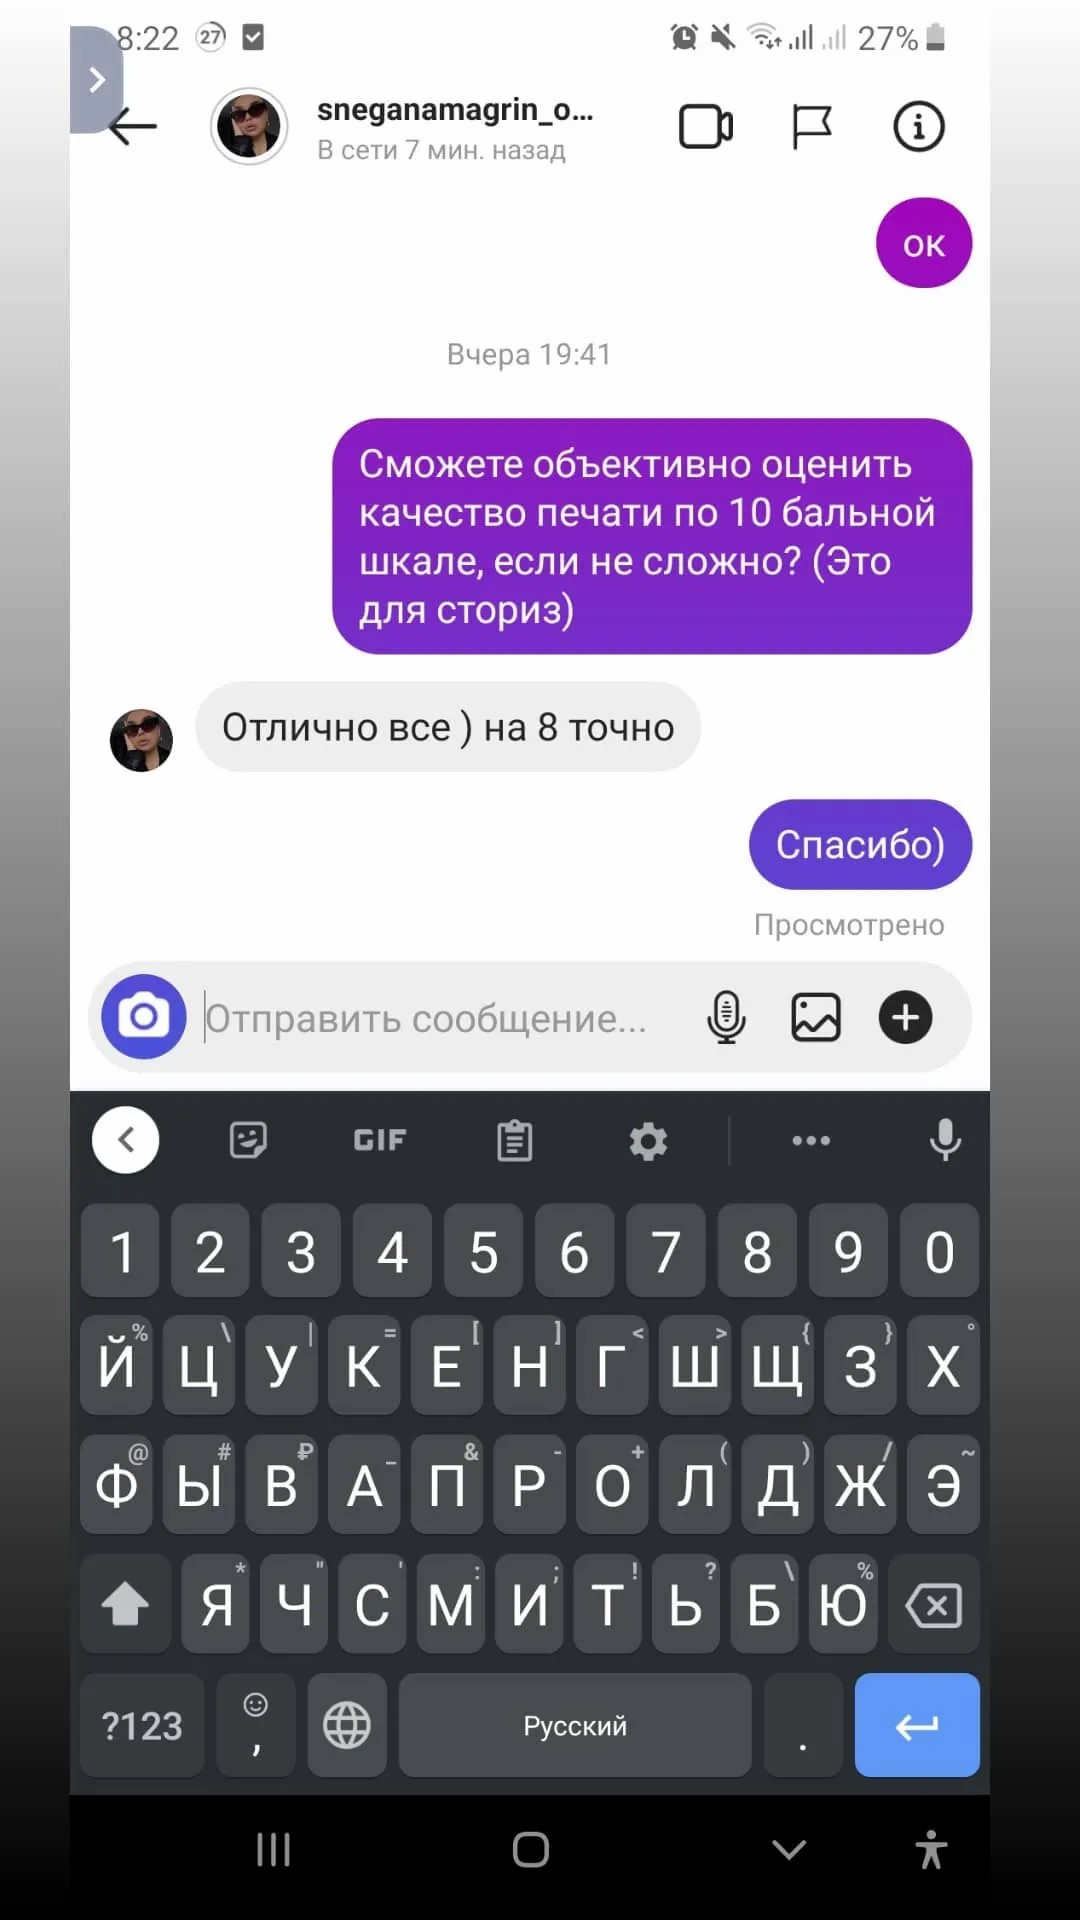 8:22 27 27%
sneganamagrin_o...
В сети 7 мин. назад
ок
Вчера 19:41
Сможете объективно оценить
качество печати по 10 бальной
шкале, если не сложно? (Это
для сториз)
Отлично все ) на 8 точно
Спасибо)
Просмотрено
Отправить сообщение...
GIF
1 2 3 4 5 6 7 8 9 0
% \ | = [ ] < > { } °
Й Ц У К Е Н Г Ш Щ З Х
@ # ₽ _ & - + ( ) / ~
Ф Ы В А П Р О Л Д Ж Э
* " ' : ; ! ? \ %
Я Ч С М И Т Ь Б Ю
?123 , Русский .